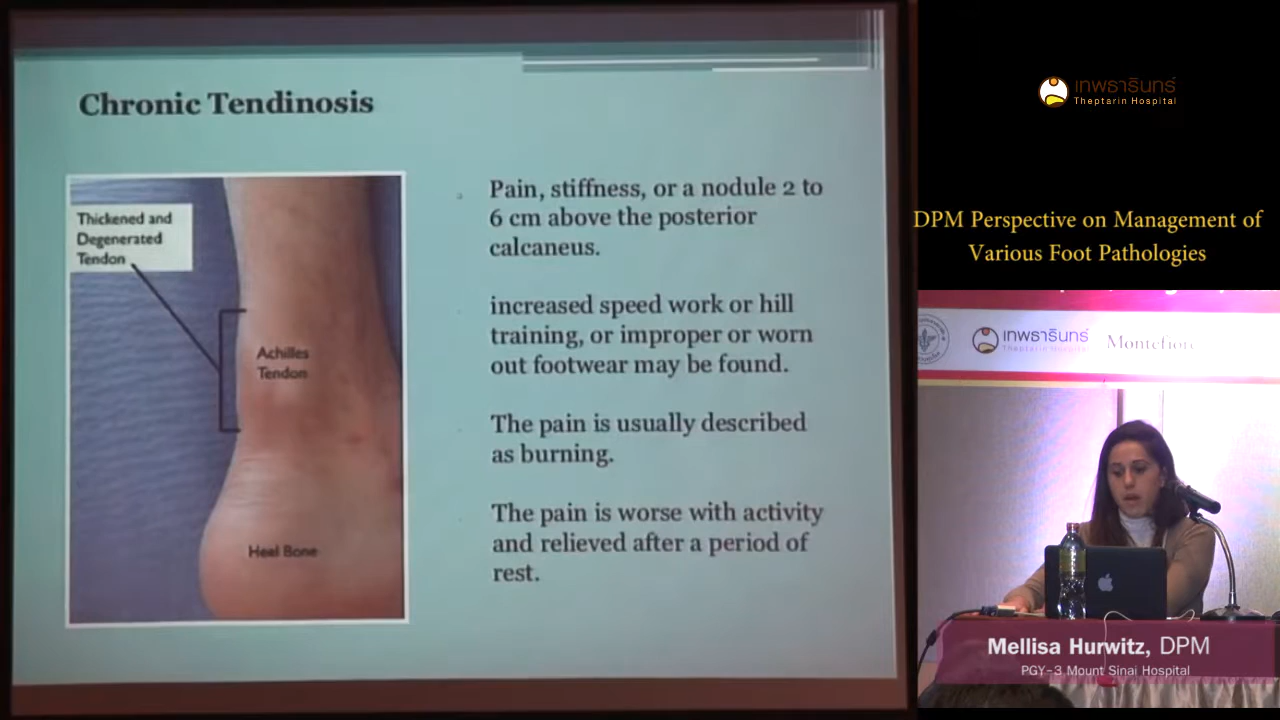 Chronic Tendinosis
Thickened and
Degenerated
Tendon
Achilles
Tendon
Heel Bone
Pain, stiffness, or a nodule 2 to
6 cm above the posterior
calcaneus.
increased speed work or hill
training, or improper or worn
out footwear may be found.
The pain is usually described
as burning.
The pain is worse with activity
and relieved after a period of
rest.
เทพธารินทร์
Theptarin Hospital
DPM Perspective on Management of
Various Foot Pathologies
เทพธารินทร์
Theptarin Hospital
Montefiore
Mellisa Hurwitz, DPM
PGY-3 Mount Sinai Hospital